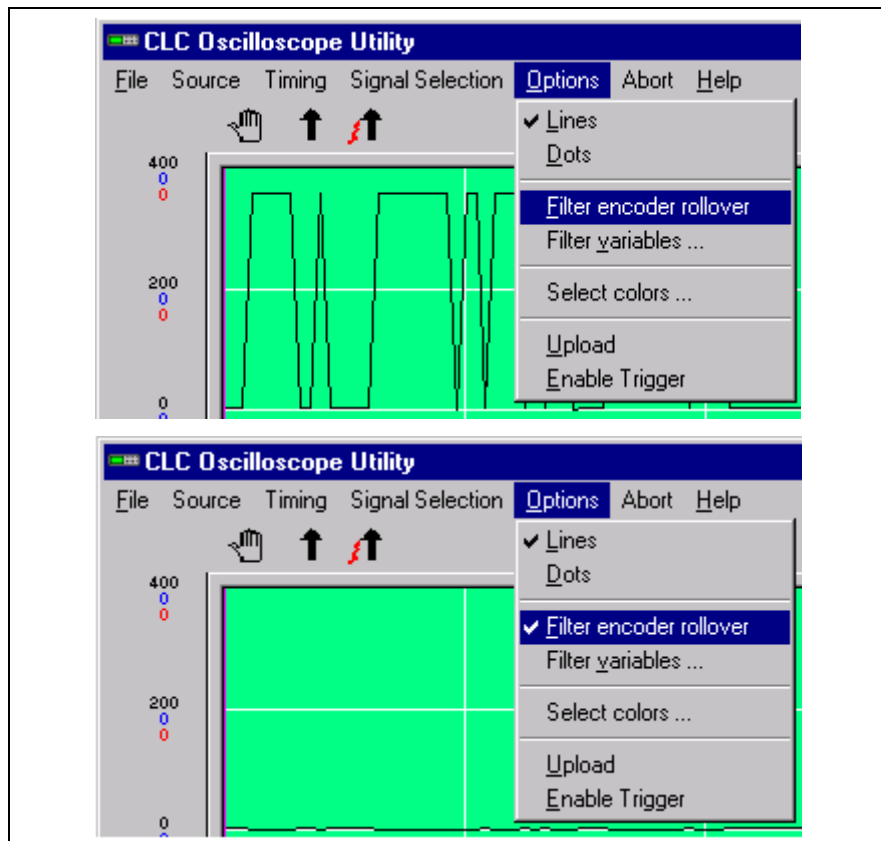 CLC Oscilloscope Utility
File Source Timing Signal Selection Options Abort Help
Lines
Dots
Filter encoder rollover
Filter variables ...
Select colors ...
Upload
Enable Trigger
400
0
0
200
0
0
0
CLC Oscilloscope Utility
File Source Timing Signal Selection Options Abort Help
Lines
Dots
Filter encoder rollover
Filter variables ...
Select colors ...
Upload
Enable Trigger
400
0
0
200
0
0
0